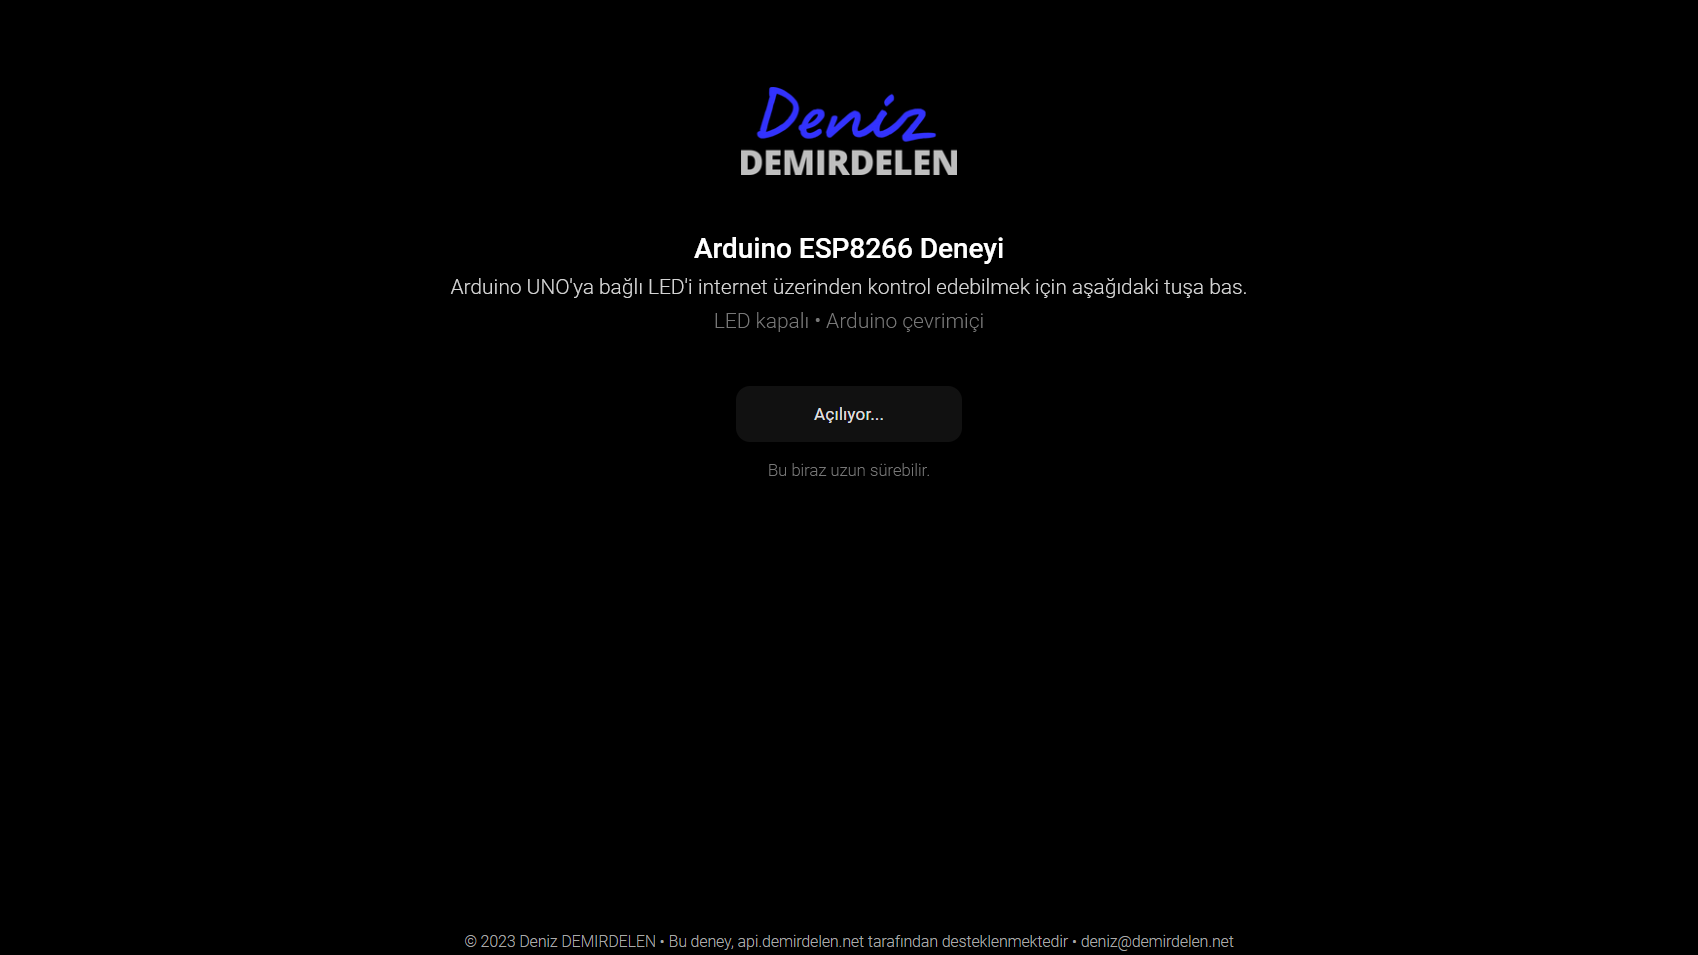 Deniz
DEMIRDELEN
Arduino ESP8266 Deneyi
Arduino UNO'ya bağlı LED'i internet üzerinden kontrol edebilmek için aşağıdaki tuşa bas.
LED kapalı • Arduino çevrimiçi
Açılıyor...
Bu biraz uzun sürebilir.
© 2023 Deniz DEMIRDELEN • Bu deney, api.demirdelen.net tarafından desteklenmektedir • deniz@demirdelen.net